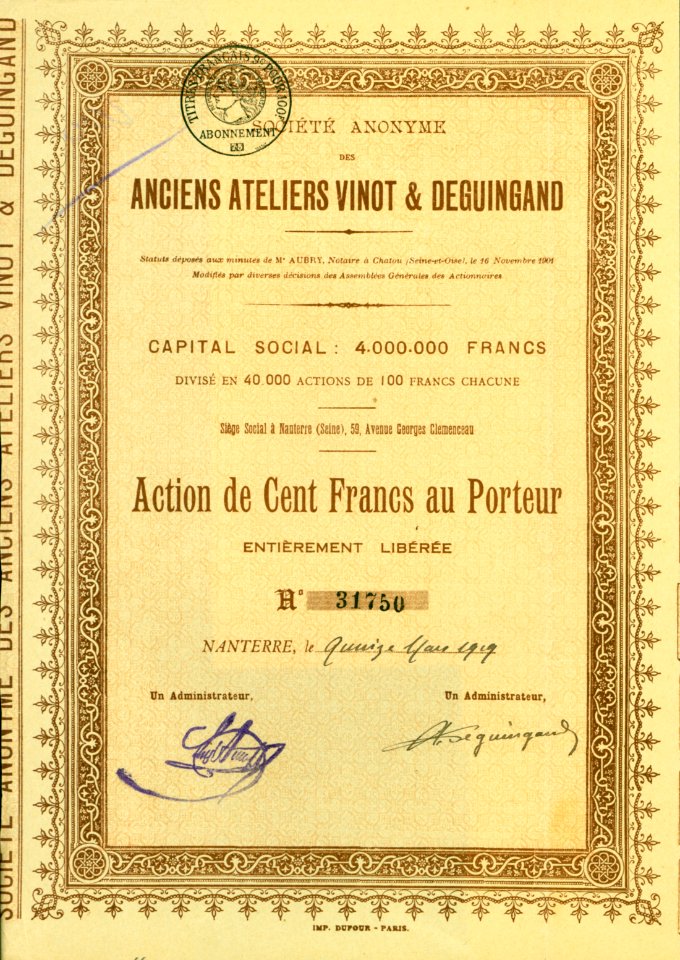 TITRES FRANÇAIS
ABONNEMENT
SOCIÉTÉ ANONYME
DES
ANCIENS ATELIERS VINOT & DEGUINGAND
Statuts déposés aux minutes de Me AUBRY, Notaire à Chatou (Seine-et-Oise), le 16 Novembre 1901
Modifiés par diverses décisions des Assemblées Générales des Actionnaires
CAPITAL SOCIAL : 4.000.000 FRANCS
DIVISÉ EN 40.000 ACTIONS DE 100 FRANCS CHACUNE
Siège Social à Nanterre (Seine), 59, Avenue Georges Clemenceau
Action de Cent Francs au Porteur
ENTIÈREMENT LIBÉRÉE
No 31750
NANTERRE, le Quinze Mars 1919
Un Administrateur,
Un Administrateur,
Deguingand
IMP. DUFOUR - PARIS.
SOCIÉTÉ ANONYME DES ANCIENS ATELIERS VINOT & DEGUINGAND